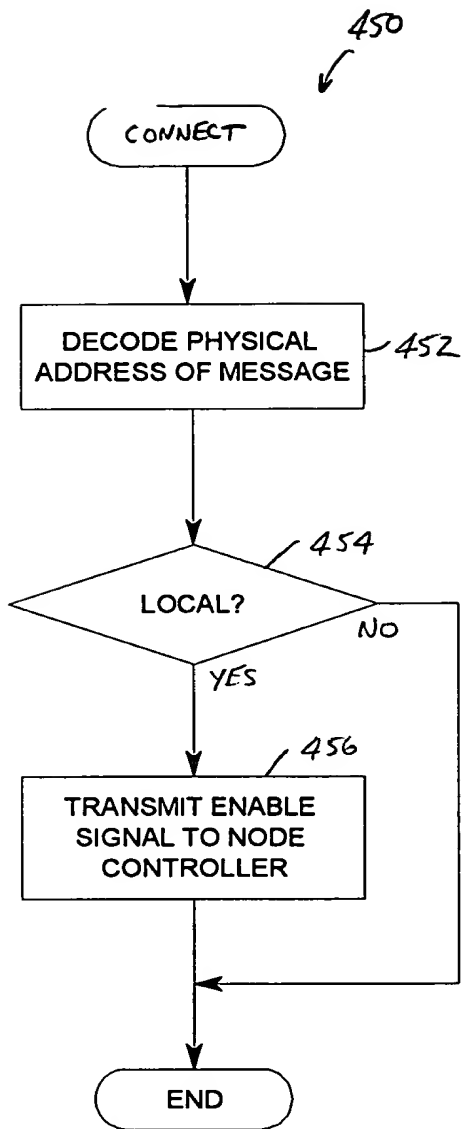 450
CONNECT
DECODE PHYSICAL
ADDRESS OF MESSAGE
452
454
LOCAL?
NO
YES
456
TRANSMIT ENABLE
SIGNAL TO NODE
CONTROLLER
END